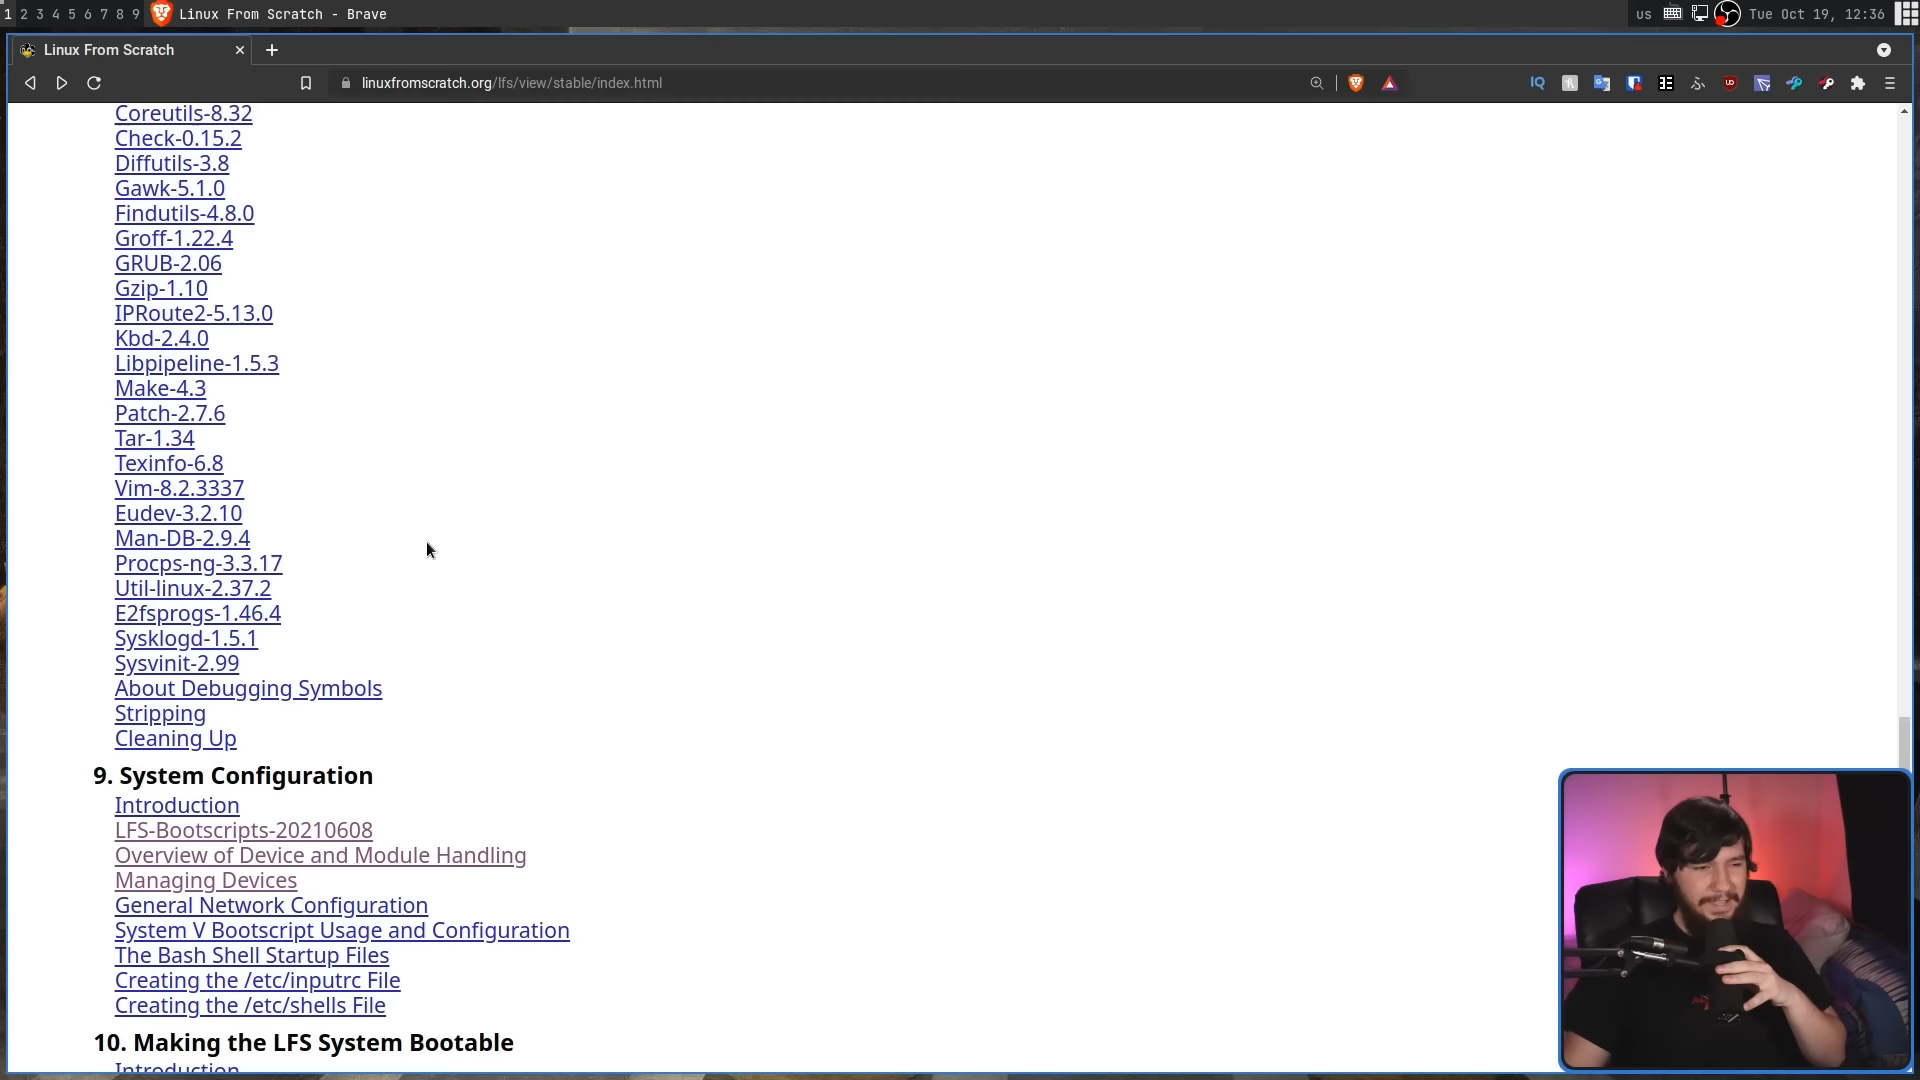 1 2 3 4 5 6 7 8 9 Linux From Scratch - Brave
us Tue Oct 19, 12:36
Linux From Scratch
linuxfromscratch.org/lfs/view/stable/index.html
IQ
Coreutils-8.32
Check-0.15.2
Diffutils-3.8
Gawk-5.1.0
Findutils-4.8.0
Groff-1.22.4
GRUB-2.06
Gzip-1.10
IPRoute2-5.13.0
Kbd-2.4.0
Libpipeline-1.5.3
Make-4.3
Patch-2.7.6
Tar-1.34
Texinfo-6.8
Vim-8.2.3337
Eudev-3.2.10
Man-DB-2.9.4
Procps-ng-3.3.17
Util-linux-2.37.2
E2fsprogs-1.46.4
Sysklogd-1.5.1
Sysvinit-2.99
About Debugging Symbols
Stripping
Cleaning Up
9. System Configuration
Introduction
LFS-Bootscripts-20210608
Overview of Device and Module Handling
Managing Devices
General Network Configuration
System V Bootscript Usage and Configuration
The Bash Shell Startup Files
Creating the /etc/inputrc File
Creating the /etc/shells File
10. Making the LFS System Bootable
Introduction